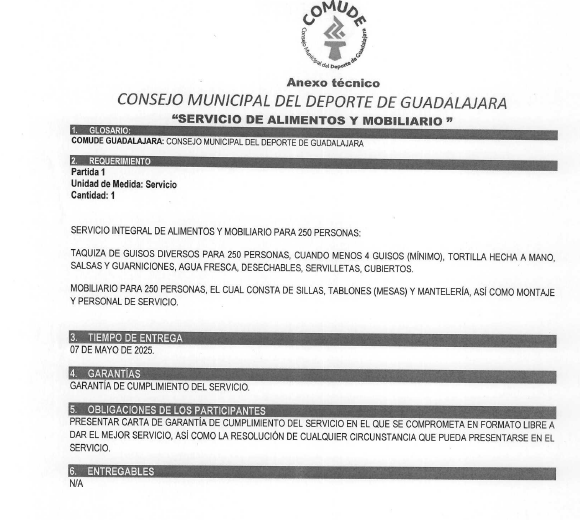 COMUDE
Consejo Municipal del Deporte de Guadalajara
Anexo técnico
CONSEJO MUNICIPAL DEL DEPORTE DE GUADALAJARA
“SERVICIO DE ALIMENTOS Y MOBILIARIO ”
1. GLOSARIO:
COMUDE GUADALAJARA: CONSEJO MUNICIPAL DEL DEPORTE DE GUADALAJARA
2. REQUERIMIENTO
Partida 1
Unidad de Medida: Servicio
Cantidad: 1
SERVICIO INTEGRAL DE ALIMENTOS Y MOBILIARIO PARA 250 PERSONAS:
TAQUIZA DE GUISOS DIVERSOS PARA 250 PERSONAS, CUANDO MENOS 4 GUISOS (MÍNIMO), TORTILLA HECHA A MANO,
SALSAS Y GUARNICIONES, AGUA FRESCA, DESECHABLES, SERVILLETAS, CUBIERTOS.
MOBILIARIO PARA 250 PERSONAS, EL CUAL CONSTA DE SILLAS, TABLONES (MESAS) Y MANTELERÍA, ASÍ COMO MONTAJE
Y PERSONAL DE SERVICIO.
3. TIEMPO DE ENTREGA
07 DE MAYO DE 2025.
4. GARANTÍAS
GARANTÍA DE CUMPLIMIENTO DEL SERVICIO.
5. OBLIGACIONES DE LOS PARTICIPANTES
PRESENTAR CARTA DE GARANTÍA DE CUMPLIMIENTO DEL SERVICIO EN EL QUE SE COMPROMETA EN FORMATO LIBRE A
DAR EL MEJOR SERVICIO, ASÍ COMO LA RESOLUCIÓN DE CUALQUIER CIRCUNSTANCIA QUE PUEDA PRESENTARSE EN EL
SERVICIO.
6. ENTREGABLES
N/A